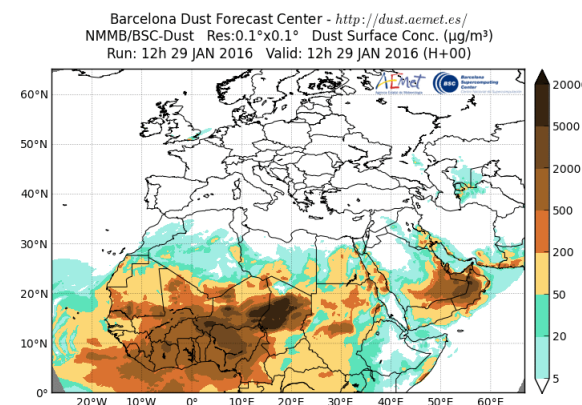 Barcelona Dust Forecast Center - http://dust.aemet.es/
NMMB/BSC-Dust Res:0.1°x0.1° Dust Surface Conc. (µg/m³)
Run: 12h 29 JAN 2016 Valid: 12h 29 JAN 2016 (H+00)
AEMet
BSC
Barcelona
Supercomputing
Center
60°N
50°N
40°N
30°N
20°N
10°N
0°
20°W 10°W 0° 10°E 20°E 30°E 40°E 50°E 60°E
20000
5000
2000
500
200
50
20
5